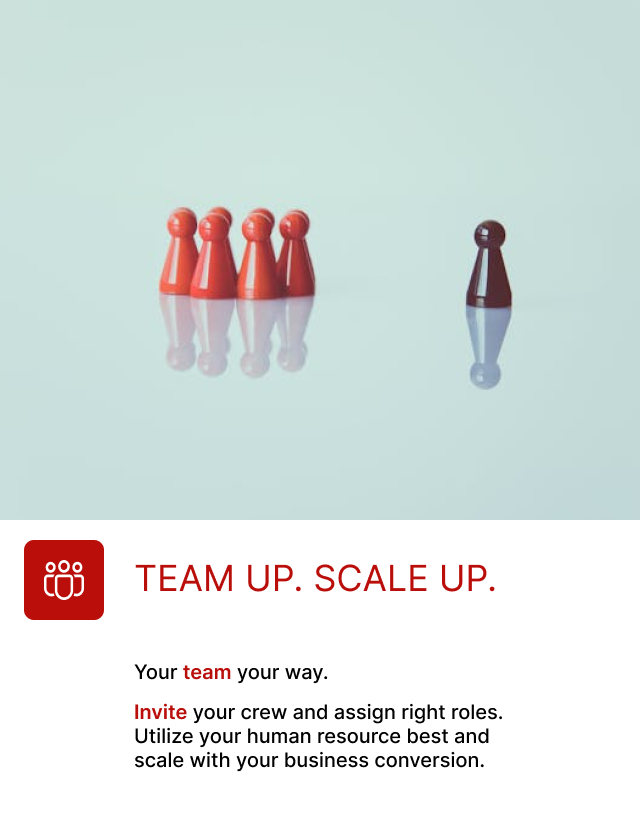 TEAM UP. SCALE UP.
Your team your way.
Invite your crew and assign right roles.
Utilize your human resource best and
scale with your business conversion.